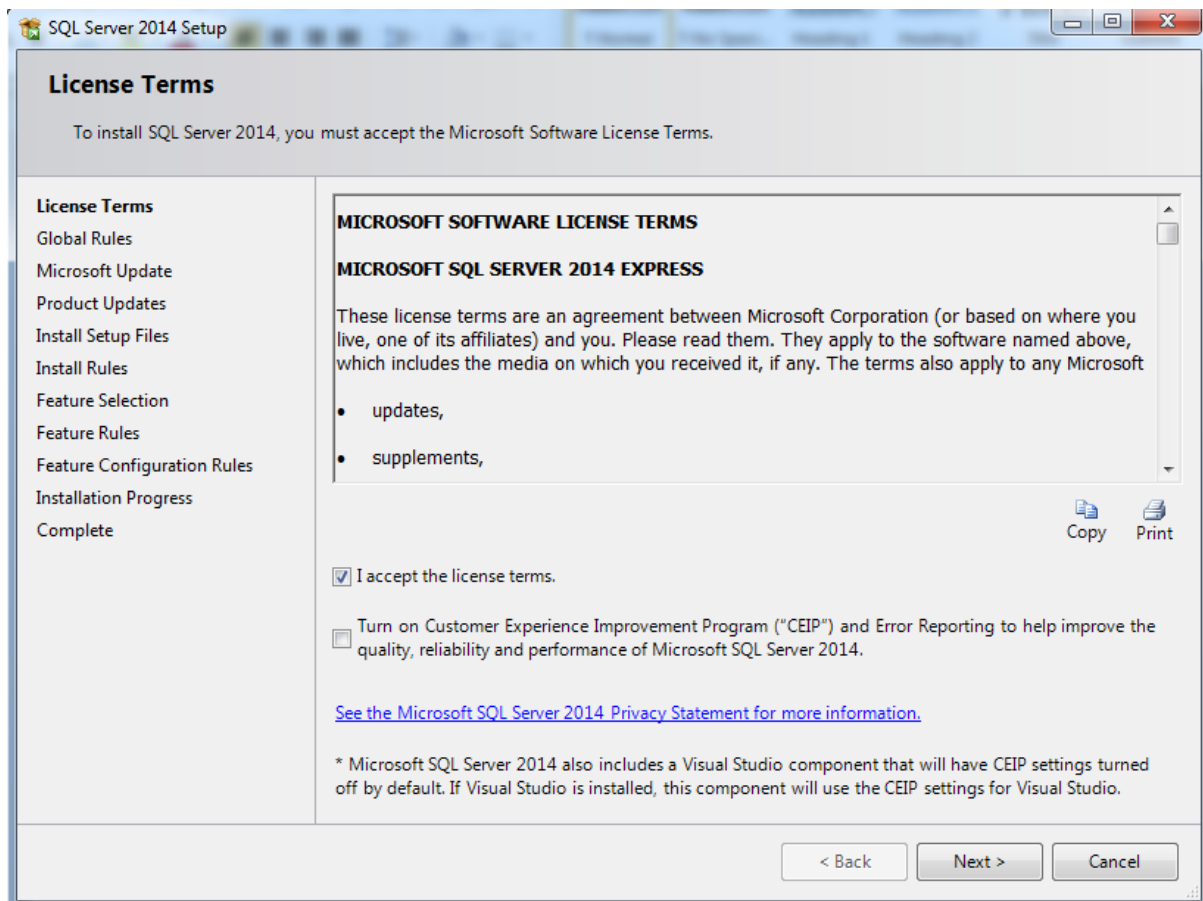 SQL Server 2014 Setup
License Terms
To install SQL Server 2014, you must accept the Microsoft Software License Terms.
License Terms
Global Rules
Microsoft Update
Product Updates
Install Setup Files
Install Rules
Feature Selection
Feature Rules
Feature Configuration Rules
Installation Progress
Complete
MICROSOFT SOFTWARE LICENSE TERMS
MICROSOFT SQL SERVER 2014 EXPRESS
These license terms are an agreement between Microsoft Corporation (or based on where you
live, one of its affiliates) and you. Please read them. They apply to the software named above,
which includes the media on which you received it, if any. The terms also apply to any Microsoft
• updates,
• supplements,
Copy Print
I accept the license terms.
Turn on Customer Experience Improvement Program ("CEIP") and Error Reporting to help improve the
quality, reliability and performance of Microsoft SQL Server 2014.
See the Microsoft SQL Server 2014 Privacy Statement for more information.
* Microsoft SQL Server 2014 also includes a Visual Studio component that will have CEIP settings turned
off by default. If Visual Studio is installed, this component will use the CEIP settings for Visual Studio.
< Back Next > Cancel